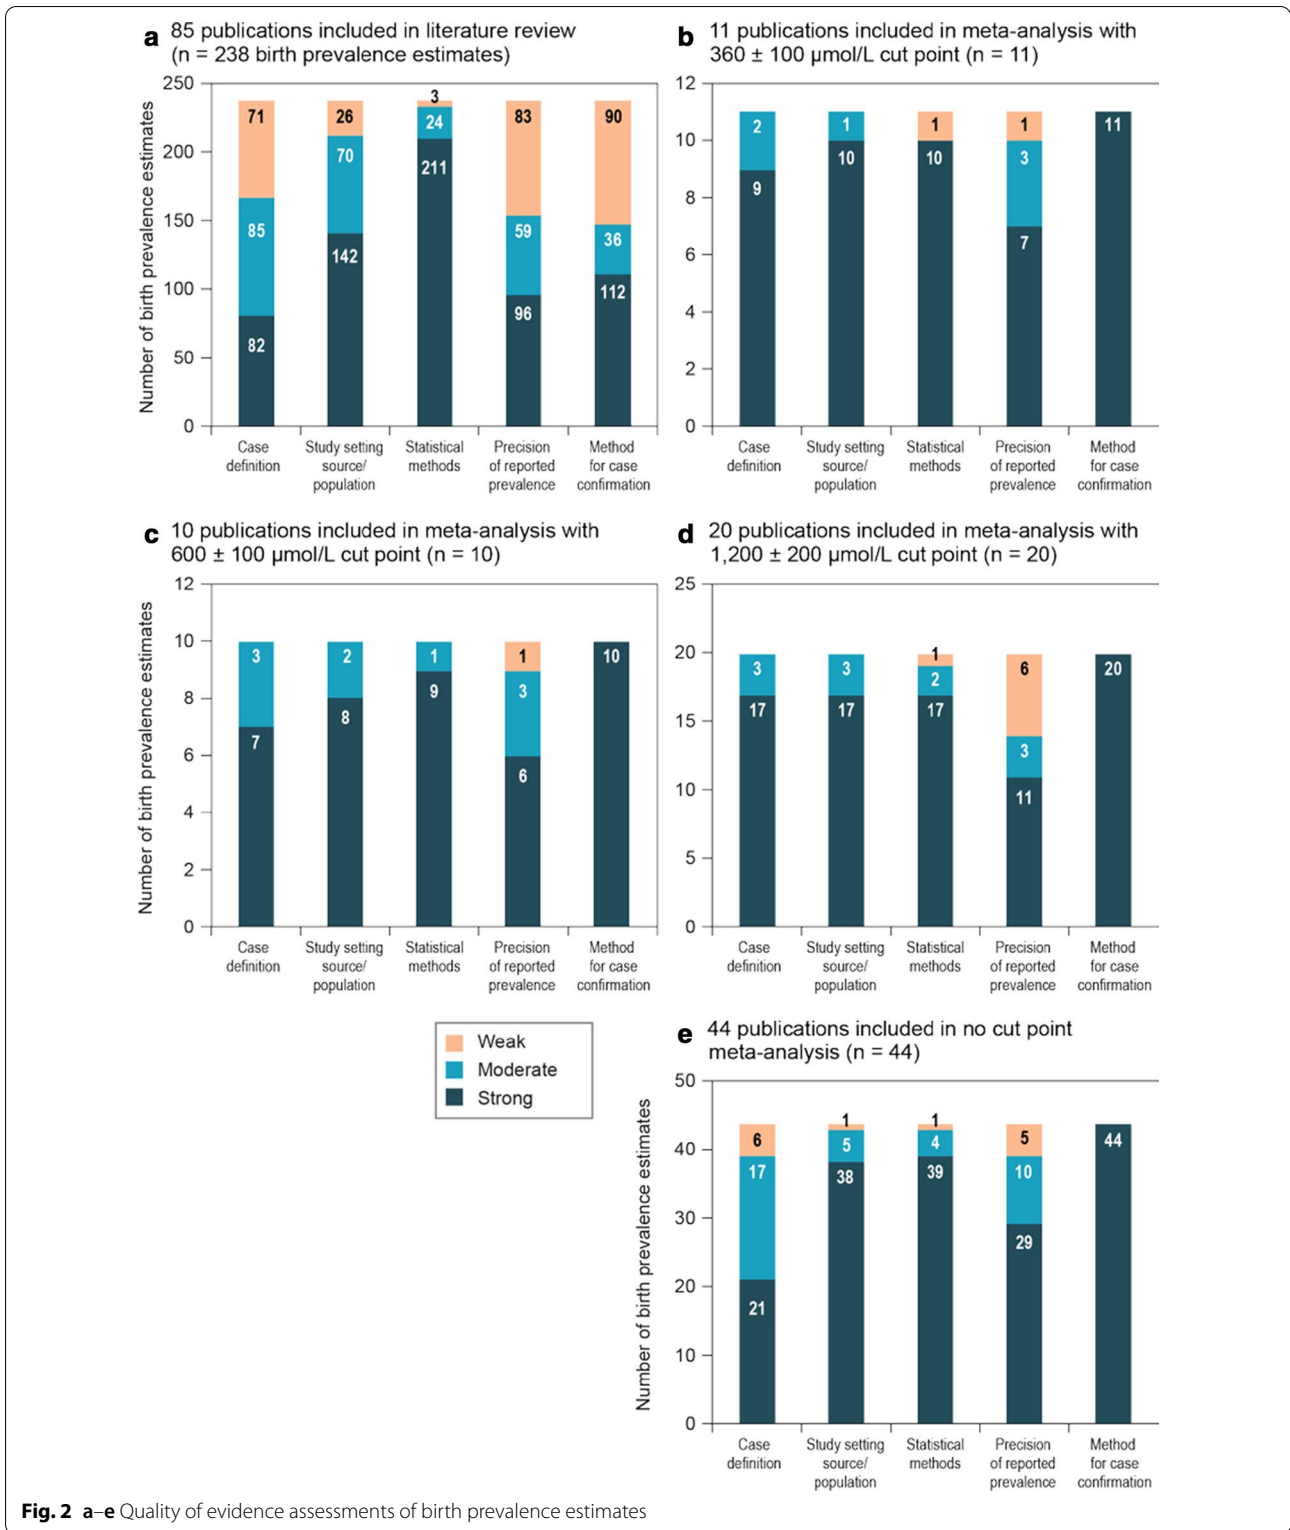 a 85 publications included in literature review
(n = 238 birth prevalence estimates)
Number of birth prevalence estimates
250
200
150
100
50
0
71
85
82
26
70
142
3
24
211
83
59
96
90
36
112
Case
definition
Study setting
source/
population
Statistical
methods
Precision
of reported
prevalence
Method
for case
confirmation
b 11 publications included in meta-analysis with
360 ± 100 µmol/L cut point (n = 11)
12
10
8
6
4
2
0
2
9
1
10
1
10
1
3
7
11
Case
definition
Study setting
source/
population
Statistical
methods
Precision
of reported
prevalence
Method
for case
confirmation
c 10 publications included in meta-analysis with
600 ± 100 µmol/L cut point (n = 10)
Number of birth prevalence estimates
12
10
8
6
4
2
0
3
7
2
8
1
9
1
3
6
10
Case
definition
Study setting
source/
population
Statistical
methods
Precision
of reported
prevalence
Method
for case
confirmation
d 20 publications included in meta-analysis with
1,200 ± 200 µmol/L cut point (n = 20)
25
20
15
10
5
0
3
17
3
17
1
2
17
6
3
11
20
Case
definition
Study setting
source/
population
Statistical
methods
Precision
of reported
prevalence
Method
for case
confirmation
Weak
Moderate
Strong
e 44 publications included in no cut point
meta-analysis (n = 44)
Number of birth prevalence estimates
50
40
30
20
10
0
6
17
21
1
5
38
1
4
39
5
10
29
44
Case
definition
Study setting
source/
population
Statistical
methods
Precision
of reported
prevalence
Method
for case
confirmation
Fig. 2 a–e Quality of evidence assessments of birth prevalence estimates